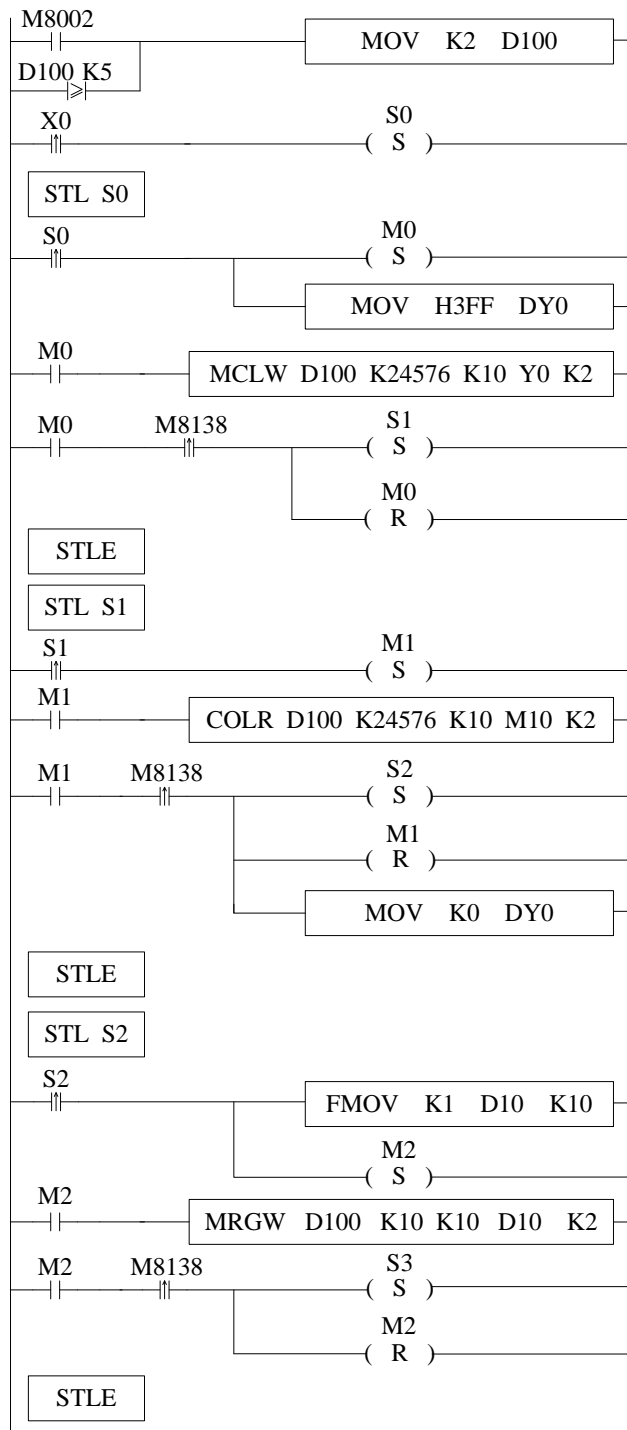 M8002
MOV K2 D100
D100 K5
⩾
X0 S0
↑ ( S )
STL S0
S0 M0
↑ ( S )
MOV H3FF DY0
M0
MCLW D100 K24576 K10 Y0 K2
M0 M8138 S1
↑ ( S )
M0
( R )
STLE
STL S1
S1 M1
↑ ( S )
M1
COLR D100 K24576 K10 M10 K2
M1 M8138 S2
↑ ( S )
M1
( R )
MOV K0 DY0
STLE
STL S2
S2
↑ FMOV K1 D10 K10
M2
( S )
M2
MRGW D100 K10 K10 D10 K2
M2 M8138 S3
↑ ( S )
M2
( R )
STLE